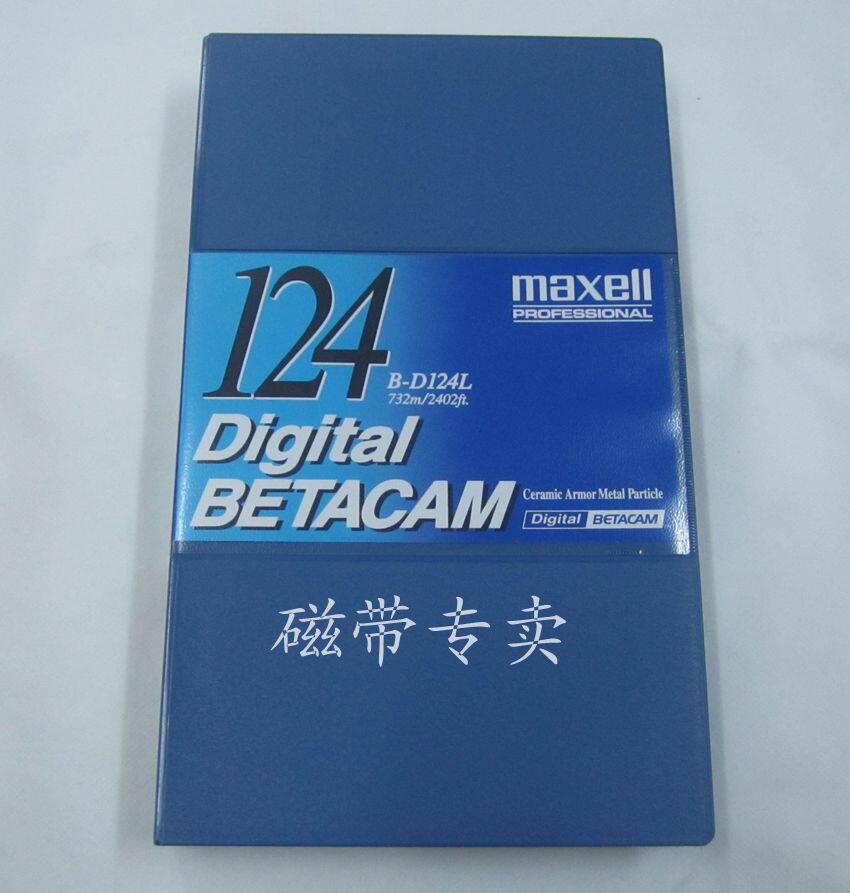 124
maxell
PROFESSIONAL
B-D124L
732m/2402ft.
Digital
BETACAM
Ceramic Armor Metal Particle
Digital BETACAM
磁带专卖